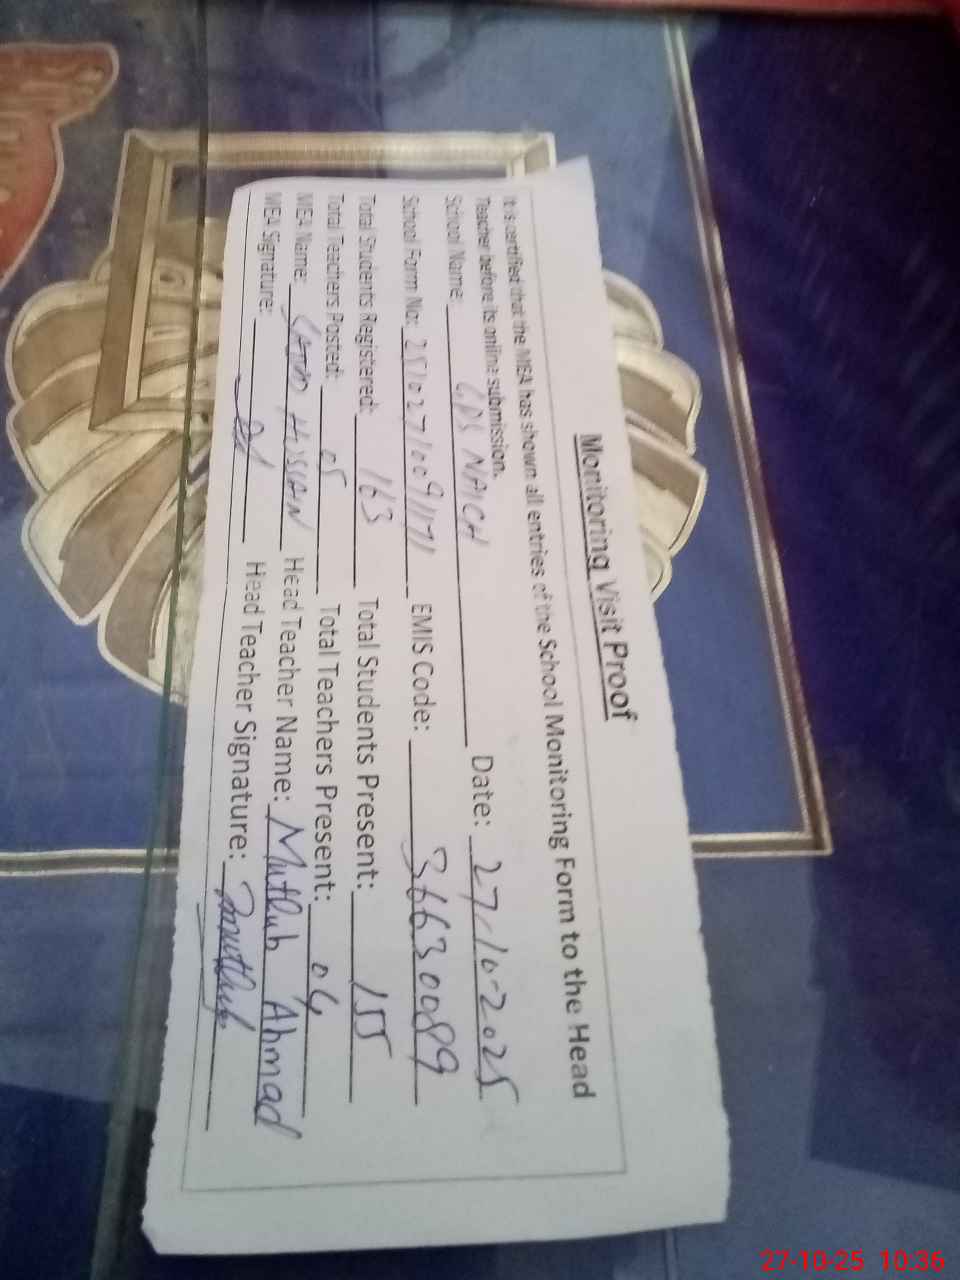 Monitoring Visit Proof
It is certified that the MEA has shown all entries of the School Monitoring Form to the Head
Teacher before its online submission.
School Name: GPS NAICH Date: 27-10-2025
School Form No: EMIS Code: 36630089
Total Students Registered: 163 Total Students Present: 155
Total Teachers Posted: 05 Total Teachers Present: 04
MEA Name: Head Teacher Name: Mutlub Ahmad
MEA Signature: Head Teacher Signature: Mutlub
27-10-25 10:36